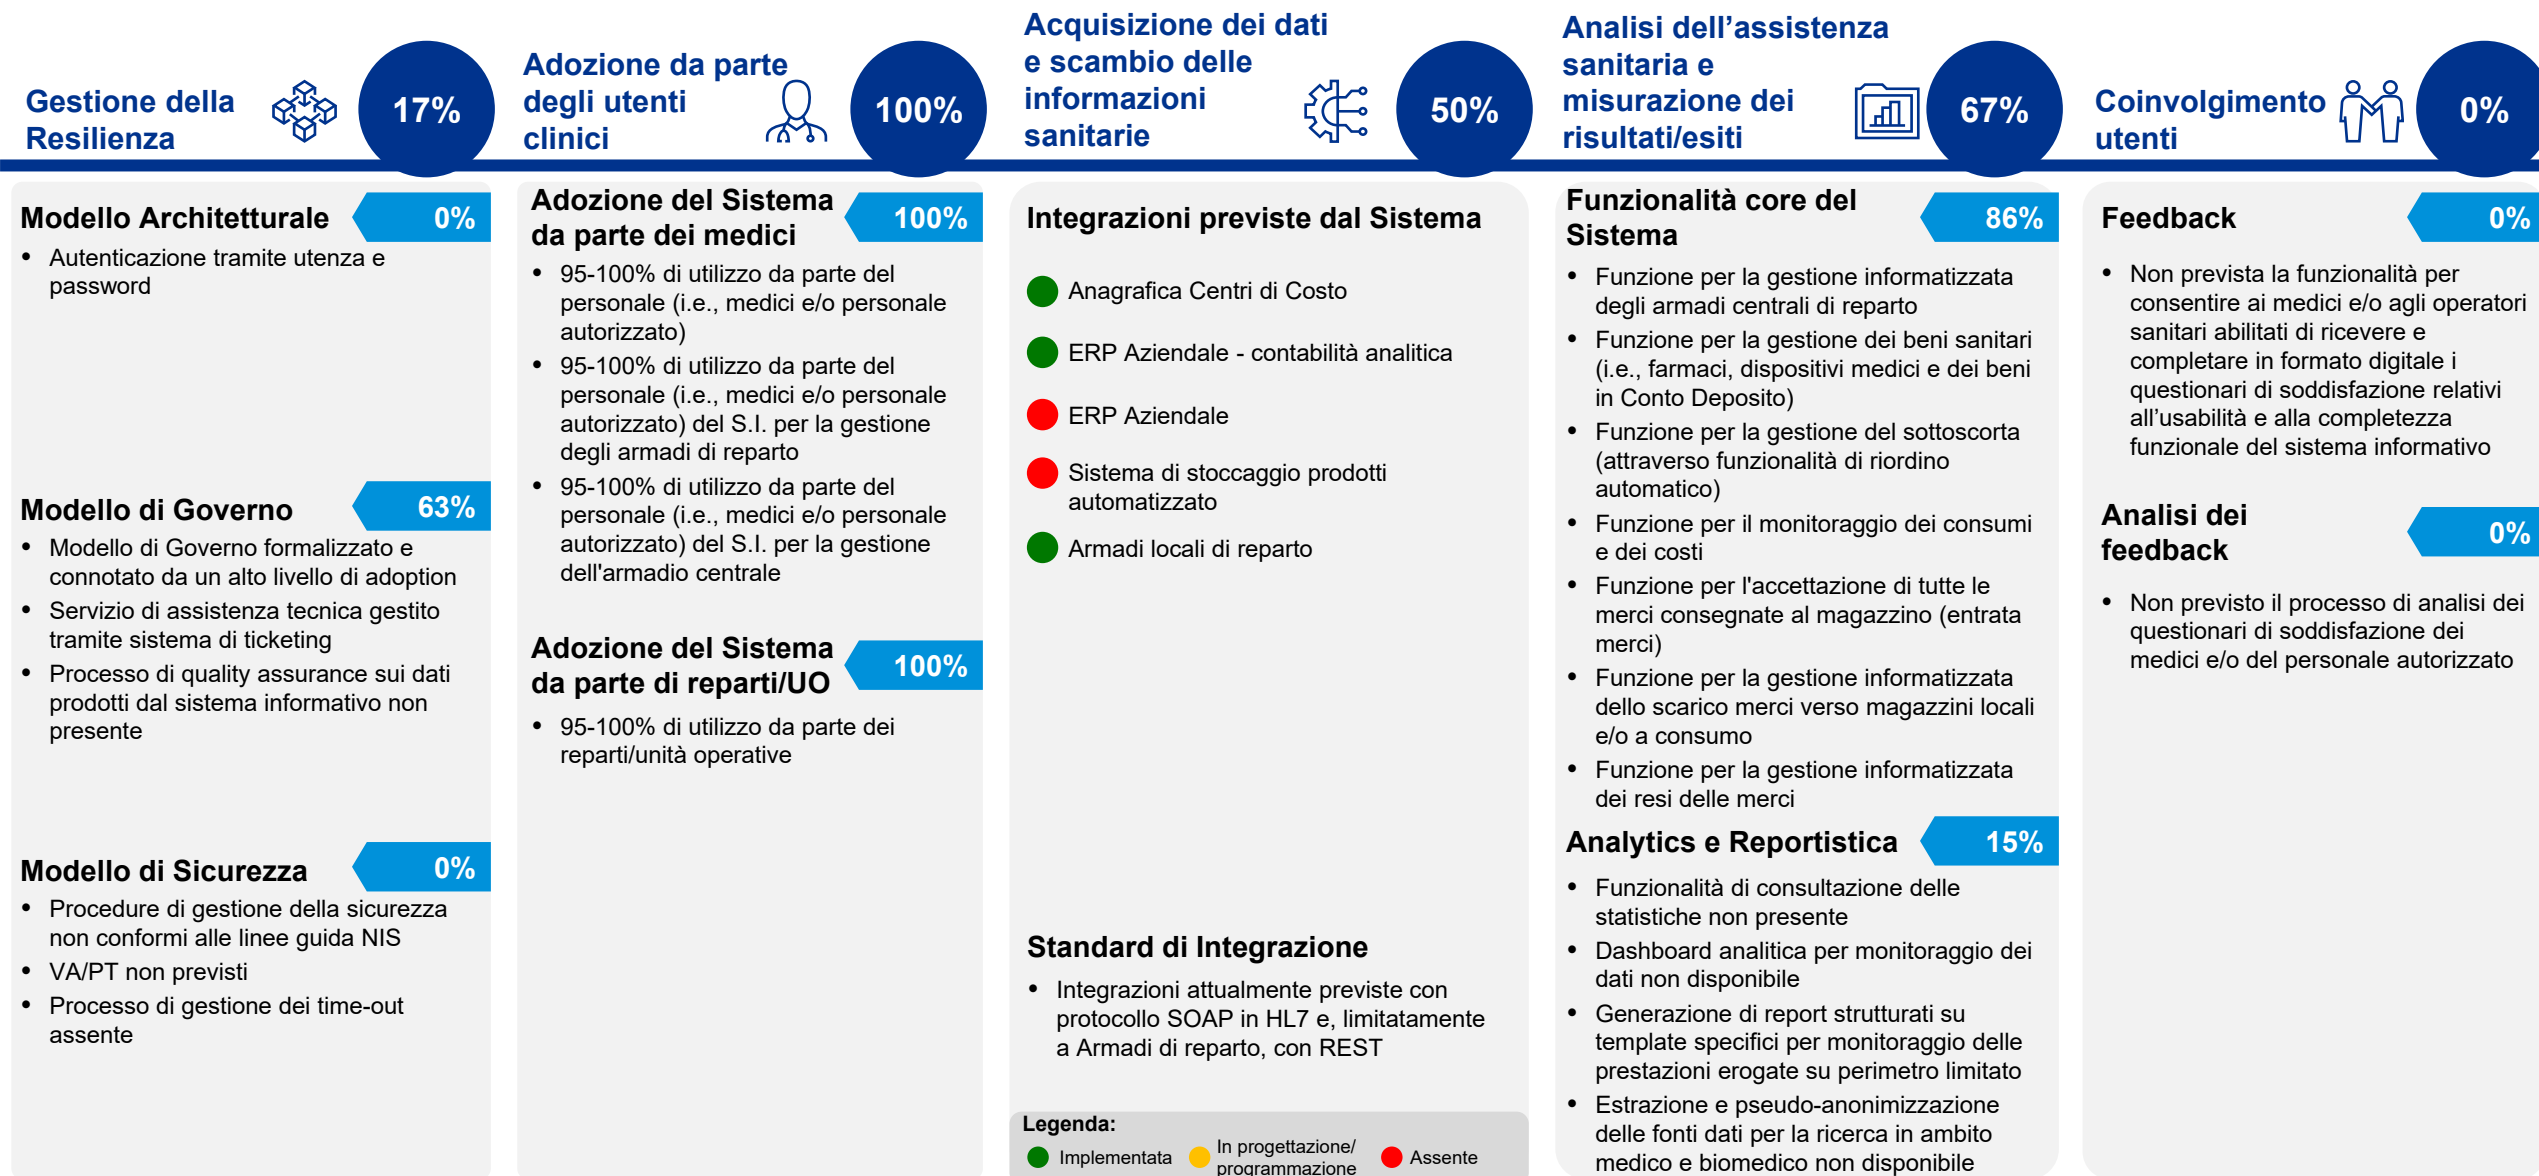 Gestione della
Resilienza
17%
Adozione da parte
degli utenti
clinici
100%
Acquisizione dei dati
e scambio delle
informazioni
sanitarie
50%
Analisi dell’assistenza
sanitaria e
misurazione dei
risultati/esiti
67%
Coinvolgimento
utenti
0%
Modello Architetturale
0%
• Autenticazione tramite utenza e
password
Modello di Governo
63%
• Modello di Governo formalizzato e
connotato da un alto livello di adoption
• Servizio di assistenza tecnica gestito
tramite sistema di ticketing
• Processo di quality assurance sui dati
prodotti dal sistema informativo non
presente
Modello di Sicurezza
0%
• Procedure di gestione della sicurezza
non conformi alle linee guida NIS
• VA/PT non previsti
• Processo di gestione dei time-out
assente
Adozione del Sistema
da parte dei medici
100%
• 95-100% di utilizzo da parte del
personale (i.e., medici e/o personale
autorizzato)
• 95-100% di utilizzo da parte del
personale (i.e., medici e/o personale
autorizzato) del S.I. per la gestione
degli armadi di reparto
• 95-100% di utilizzo da parte del
personale (i.e., medici e/o personale
autorizzato) del S.I. per la gestione
dell'armadio centrale
Adozione del Sistema
da parte di reparti/UO
100%
• 95-100% di utilizzo da parte dei
reparti/unità operative
Integrazioni previste dal Sistema
Anagrafica Centri di Costo
ERP Aziendale - contabilità analitica
ERP Aziendale
Sistema di stoccaggio prodotti
automatizzato
Armadi locali di reparto
Standard di Integrazione
• Integrazioni attualmente previste con
protocollo SOAP in HL7 e, limitatamente
a Armadi di reparto, con REST
Legenda:
Implementata
In progettazione/
programmazione
Assente
Funzionalità core del
Sistema
86%
• Funzione per la gestione informatizzata
degli armadi centrali di reparto
• Funzione per la gestione dei beni sanitari
(i.e., farmaci, dispositivi medici e dei beni
in Conto Deposito)
• Funzione per la gestione del sottoscorta
(attraverso funzionalità di riordino
automatico)
• Funzione per il monitoraggio dei consumi
e dei costi
• Funzione per l'accettazione di tutte le
merci consegnate al magazzino (entrata
merci)
• Funzione per la gestione informatizzata
dello scarico merci verso magazzini locali
e/o a consumo
• Funzione per la gestione informatizzata
dei resi delle merci
Analytics e Reportistica
15%
• Funzionalità di consultazione delle
statistiche non presente
• Dashboard analitica per monitoraggio dei
dati non disponibile
• Generazione di report strutturati su
template specifici per monitoraggio delle
prestazioni erogate su perimetro limitato
• Estrazione e pseudo-anonimizzazione
delle fonti dati per la ricerca in ambito
medico e biomedico non disponibile
Feedback
0%
• Non prevista la funzionalità per
consentire ai medici e/o agli operatori
sanitari abilitati di ricevere e
completare in formato digitale i
questionari di soddisfazione relativi
all’usabilità e alla completezza
funzionale del sistema informativo
Analisi dei
feedback
0%
• Non previsto il processo di analisi dei
questionari di soddisfazione dei
medici e/o del personale autorizzato